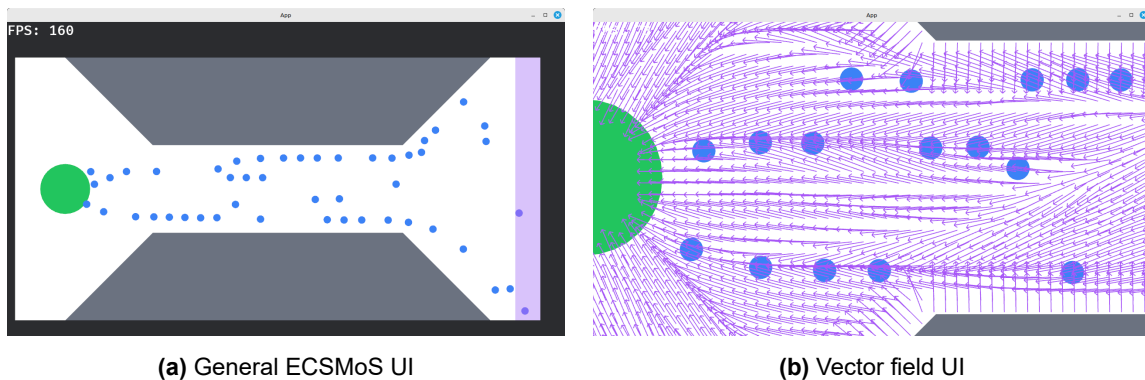 App
FPS: 160
App
(a) General ECSMoS UI
(b) Vector field UI